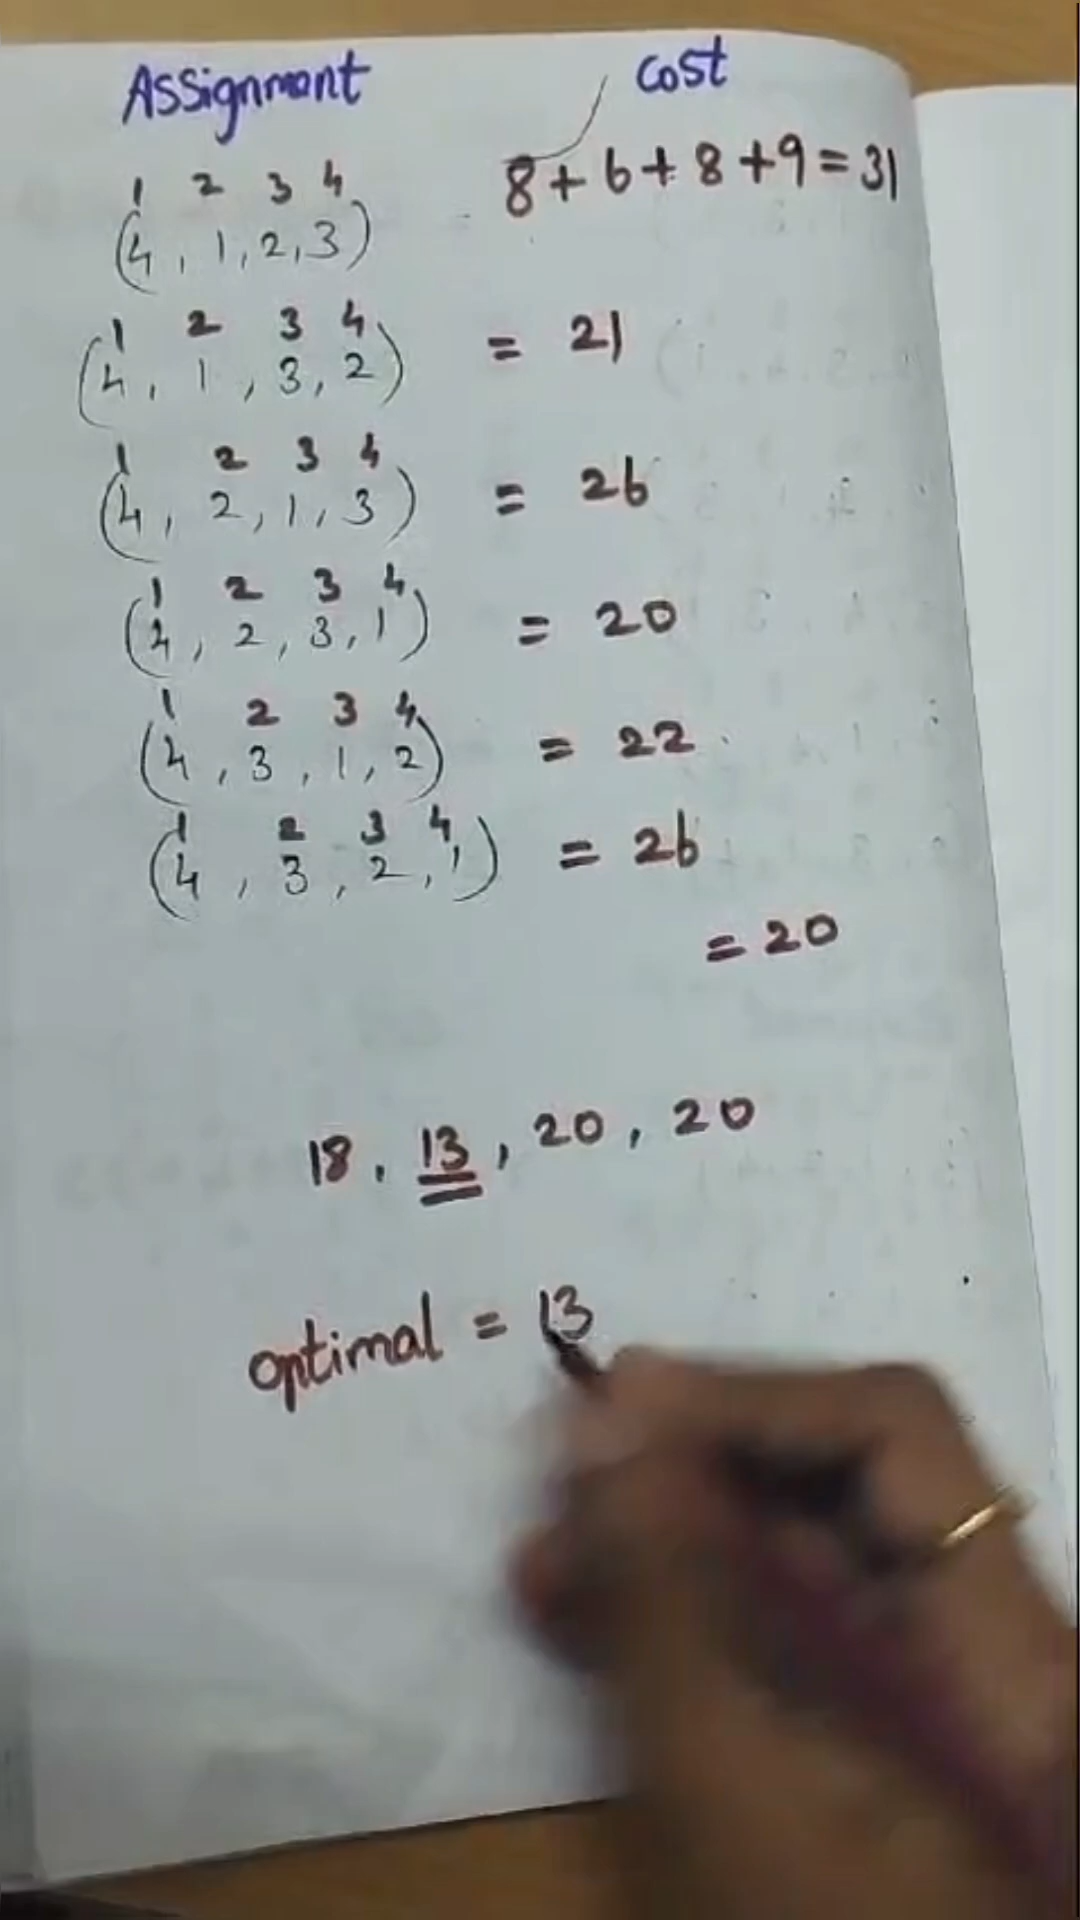 Assignment cost
1 2 3 4
(4, 1, 2, 3) 8+6+8+9=31
1 2 3 4
(4, 1, 3, 2) = 21
1 2 3 4
(4, 2, 1, 3) = 26
1 2 3 4
(4, 2, 3, 1) = 20
1 2 3 4
(4, 3, 1, 2) = 22
1 2 3 4
(4, 3, 2, 1) = 26
= 20
18, 13, 20, 20
optimal = 13